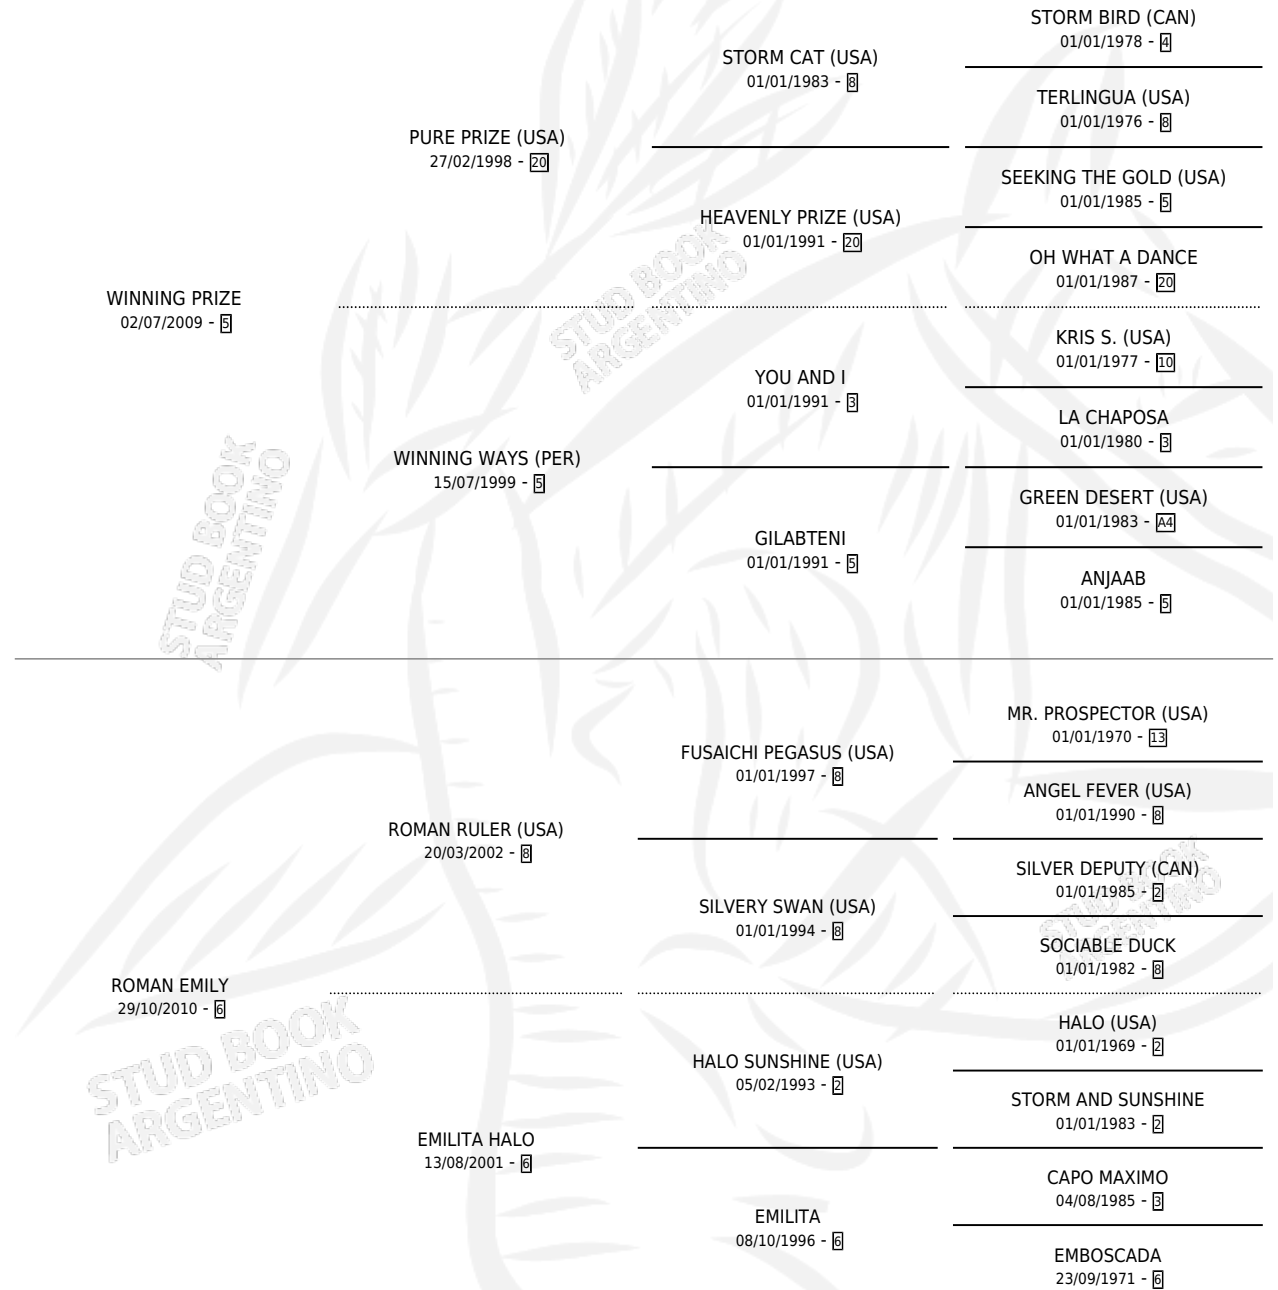 STORM BIRD (CAN)
01/01/1978 - 4
STORM CAT (USA)
01/01/1983 - 8
TERLINGUA (USA)
01/01/1976 - 8
PURE PRIZE (USA)
27/02/1998 - 20
SEEKING THE GOLD (USA)
01/01/1985 - 5
HEAVENLY PRIZE (USA)
01/01/1991 - 20
OH WHAT A DANCE
01/01/1987 - 20
WINNING PRIZE
02/07/2009 - 5
KRIS S. (USA)
01/01/1977 - 10
YOU AND I
01/01/1991 - 3
LA CHAPOSA
01/01/1980 - 3
WINNING WAYS (PER)
15/07/1999 - 5
GREEN DESERT (USA)
01/01/1983 - A4
GILABTENI
01/01/1991 - 5
ANJAAB
01/01/1985 - 5
STUD BOOK
ARGENTINO
STUD BOOK
ARGENTINO
MR. PROSPECTOR (USA)
01/01/1970 - 13
FUSAICHI PEGASUS (USA)
01/01/1997 - 8
ANGEL FEVER (USA)
01/01/1990 - 8
ROMAN RULER (USA)
20/03/2002 - 8
SILVER DEPUTY (CAN)
01/01/1985 - 2
SILVERY SWAN (USA)
01/01/1994 - 8
SOCIABLE DUCK
01/01/1982 - 8
ROMAN EMILY
29/10/2010 - 6
HALO (USA)
01/01/1969 - 2
HALO SUNSHINE (USA)
05/02/1993 - 2
STORM AND SUNSHINE
01/01/1983 - 2
EMILITA HALO
13/08/2001 - 6
CAPO MAXIMO
04/08/1985 - 3
EMILITA
08/10/1996 - 6
EMBOSCADA
23/09/1971 - 6
STUD BOOK
ARGENTINO
STUD BOOK
ARGENTINO